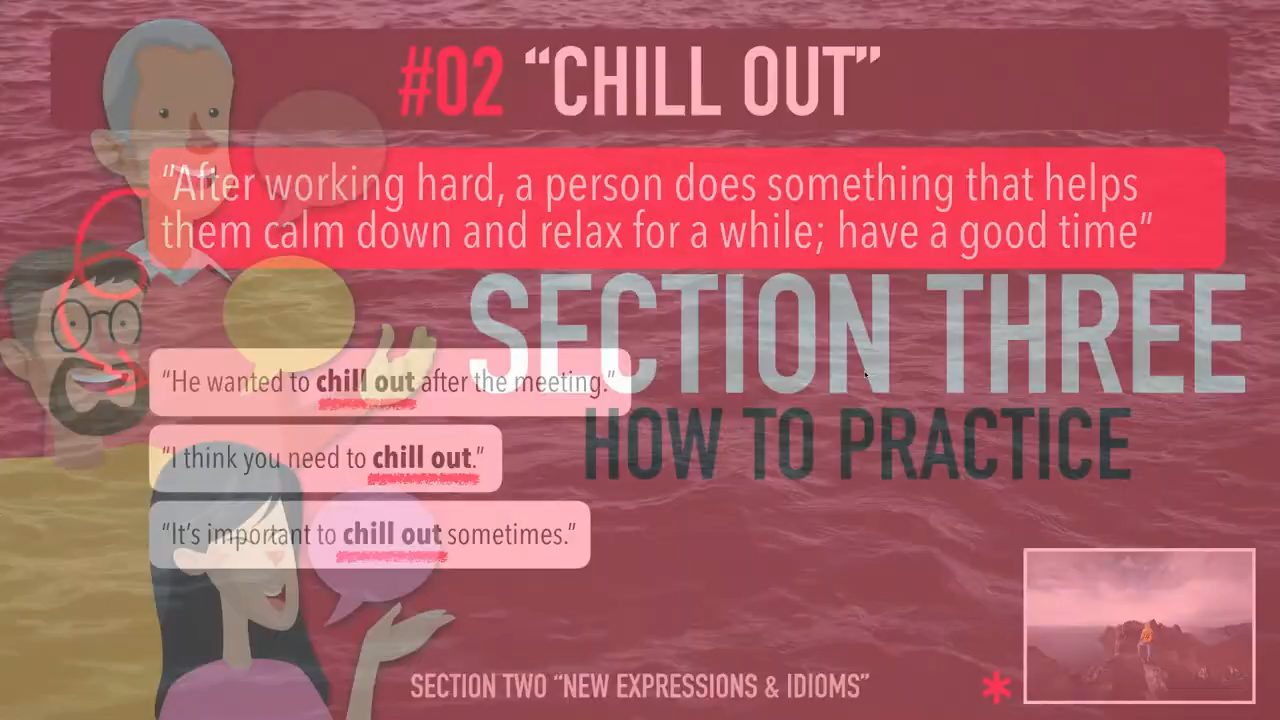 #02 “CHILL OUT”
“After working hard, a person does something that helps
them calm down and relax for a while; have a good time”
SECTION THREE
HOW TO PRACTICE
“He wanted to chill out after the meeting.”
“I think you need to chill out.”
“It’s important to chill out sometimes.”
SECTION TWO “NEW EXPRESSIONS & IDIOMS”
*